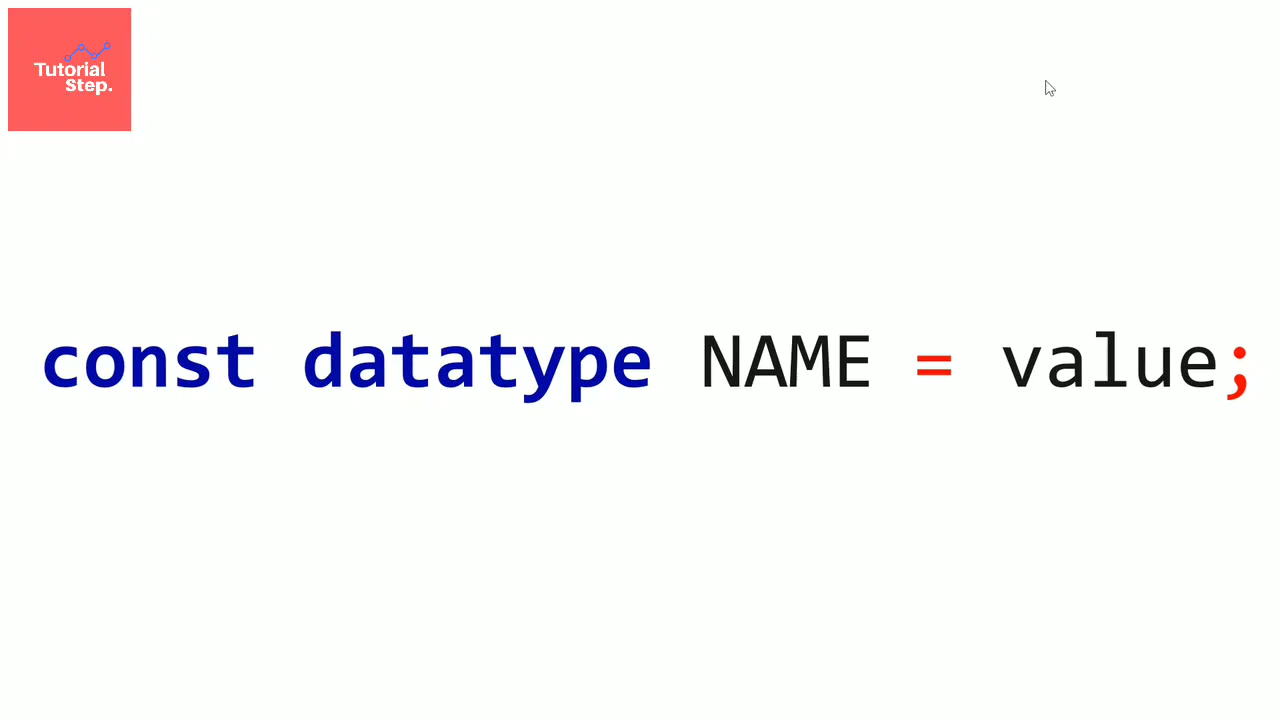 Tutorial
Step.
const datatype NAME = value;